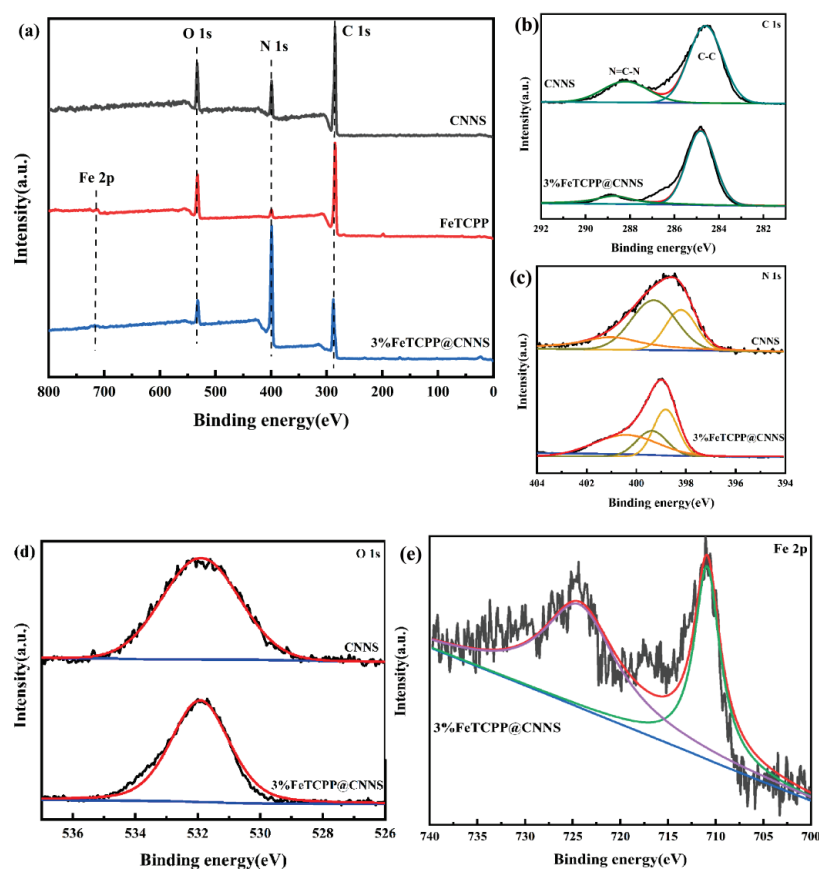 (a)
O 1s
N 1s
C 1s
Fe 2p
CNNS
FeTCPP
3%FeTCPP@CNNS
Intensity(a.u.)
800 700 600 500 400 300 200 100 0
Binding energy(eV)
(b)
C 1s
N=C-N
C-C
CNNS
3%FeTCPP@CNNS
Intensity(a.u.)
292 290 288 286 284 282
Binding energy(eV)
(c)
N 1s
CNNS
3%FeTCPP@CNNS
Intensity(a.u.)
404 402 400 398 396 394
Binding energy(eV)
(d)
O 1s
CNNS
3%FeTCPP@CNNS
Intensity(a.u.)
536 534 532 530 528 526
Binding energy(eV)
(e)
Fe 2p
3%FeTCPP@CNNS
Intensity(a.u.)
740 735 730 725 720 715 710 705 700
Binding energy(eV)